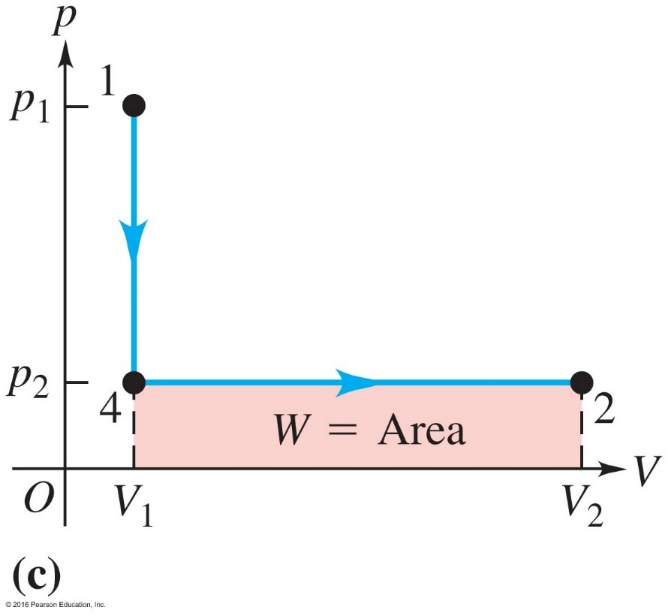 p
1
p₁
p₂
4
2
W = Area
O
V₁
V₂
V
(c)
© 2016 Pearson Education, Inc.